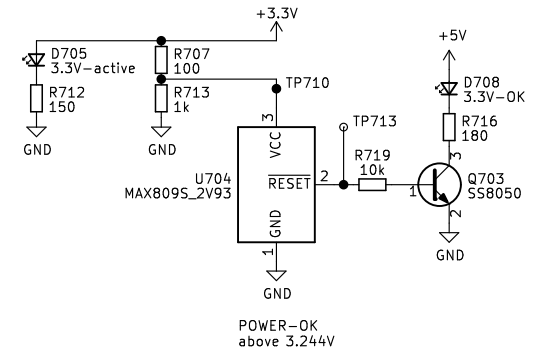 +3.3V
D705
3.3V-active
R707
100
+5V
R712
150
R713
1k
TP710
D708
3.3V-OK
GND
GND
3
VCC
TP713
R716
180
U704
MAX809S_2V93
RESET
2
R719
10k
3
1
Q703
SS8050
2
GND
1
GND
GND
POWER-OK
above 3.244V